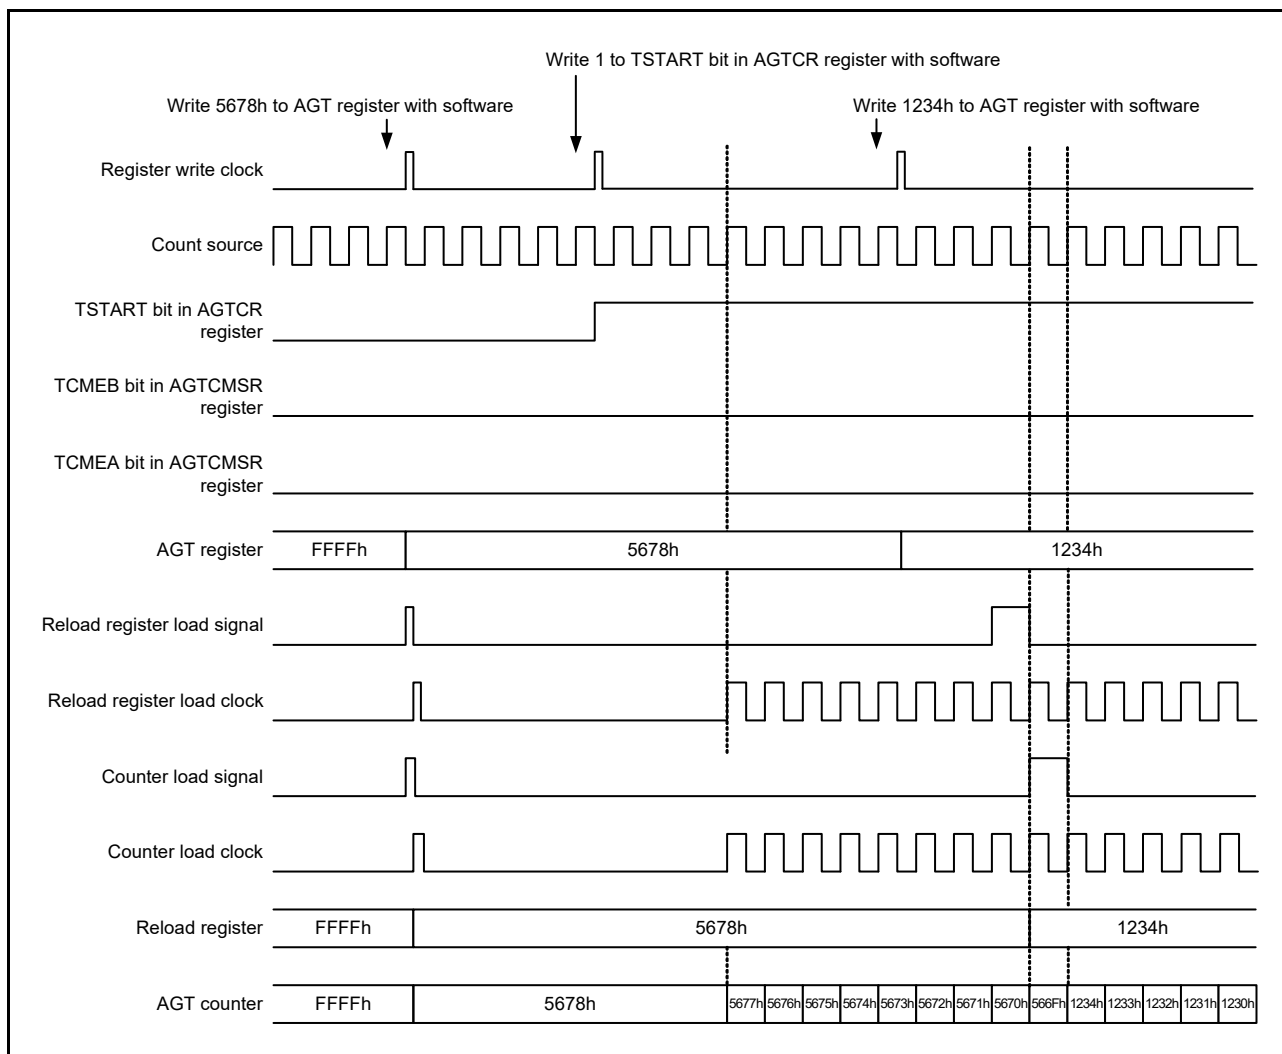 Write 1 to TSTART bit in AGTCR register with software
Write 5678h to AGT register with software
Write 1234h to AGT register with software
Register write clock
Count source
TSTART bit in AGTCR
register
TCMEB bit in AGTCMSR
register
TCMEA bit in AGTCMSR
register
AGT register FFFFh 5678h 1234h
Reload register load signal
Reload register load clock
Counter load signal
Counter load clock
Reload register FFFFh 5678h 1234h
AGT counter FFFFh 5678h 5677h 5676h 5675h 5674h 5673h 5672h 5671h 5670h 566Fh 1234h 1233h 1232h 1231h 1230h